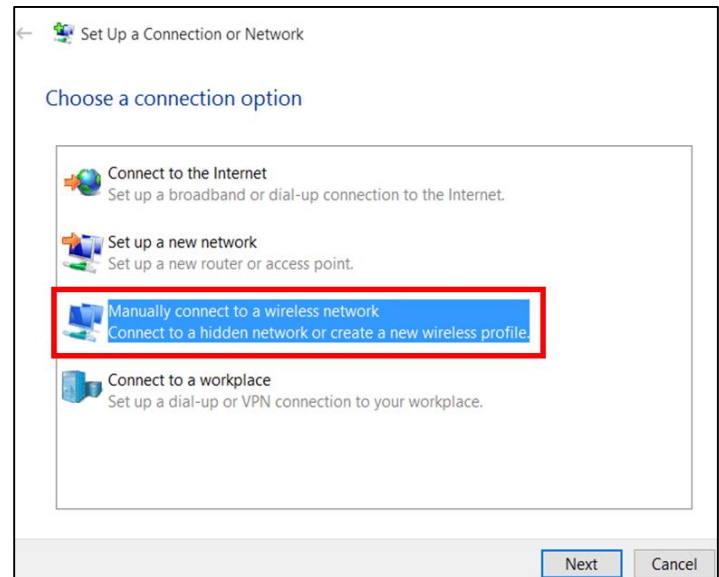 Set Up a Connection or Network
Choose a connection option
Connect to the Internet
Set up a broadband or dial-up connection to the Internet.
Set up a new network
Set up a new router or access point.
Manually connect to a wireless network
Connect to a hidden network or create a new wireless profile.
Connect to a workplace
Set up a dial-up or VPN connection to your workplace.
Next Cancel